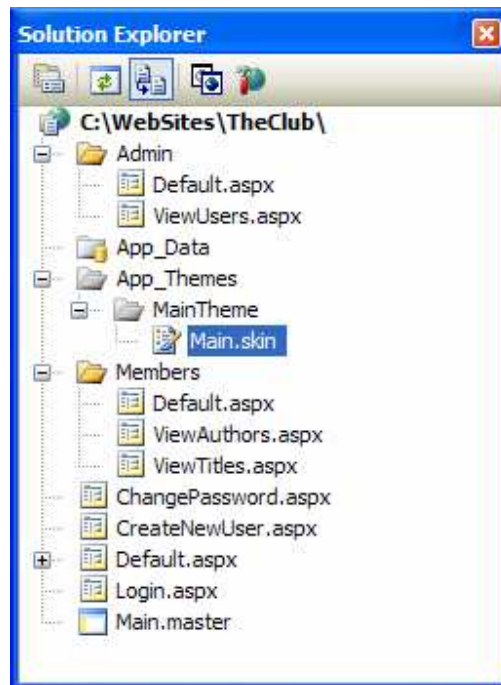 Solution Explorer
C:\WebSites\TheClub\
Admin
Default.aspx
ViewUsers.aspx
App_Data
App_Themes
MainTheme
Main.skin
Members
Default.aspx
ViewAuthors.aspx
ViewTitles.aspx
ChangePassword.aspx
CreateNewUser.aspx
Default.aspx
Login.aspx
Main.master